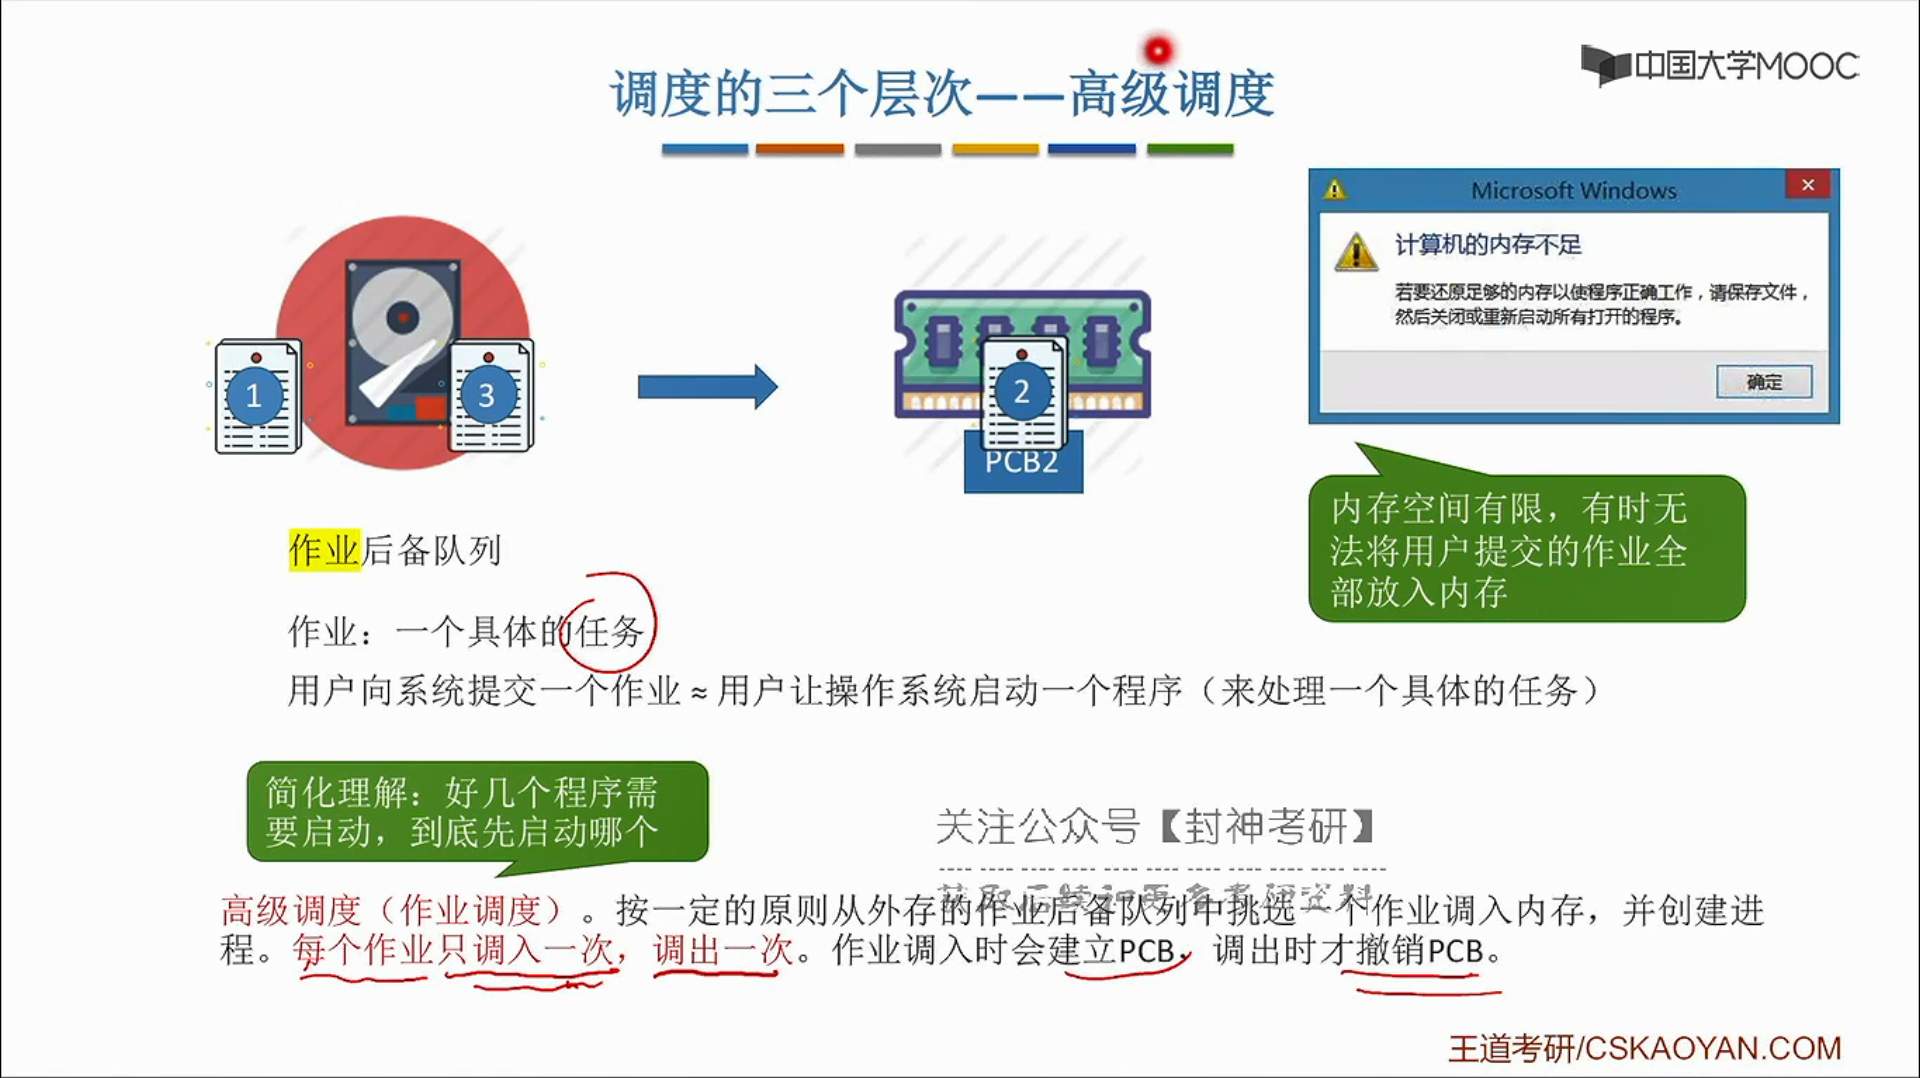 调度的三个层次——高级调度
中国大学MOOC
Microsoft Windows
计算机的内存不足
若要还原足够的内存以使程序正确工作，请保存文件，
然后关闭或重新启动所有打开的程序。
确定
1
3
2
PCB2
内存空间有限，有时无
法将用户提交的作业全
部放入内存
作业后备队列
作业：一个具体的任务
用户向系统提交一个作业 ≈ 用户让操作系统启动一个程序（来处理一个具体的任务）
简化理解：好几个程序需
要启动，到底先启动哪个
关注公众号【封神考研】
获取后续和更多考研资料
高级调度（作业调度）。按一定的原则从外存的作业后备队列中挑选一个作业调入内存，并创建进
程。每个作业只调入一次，调出一次。作业调入时会建立PCB，调出时才撤销PCB。
王道考研/CSKAOYAN.COM